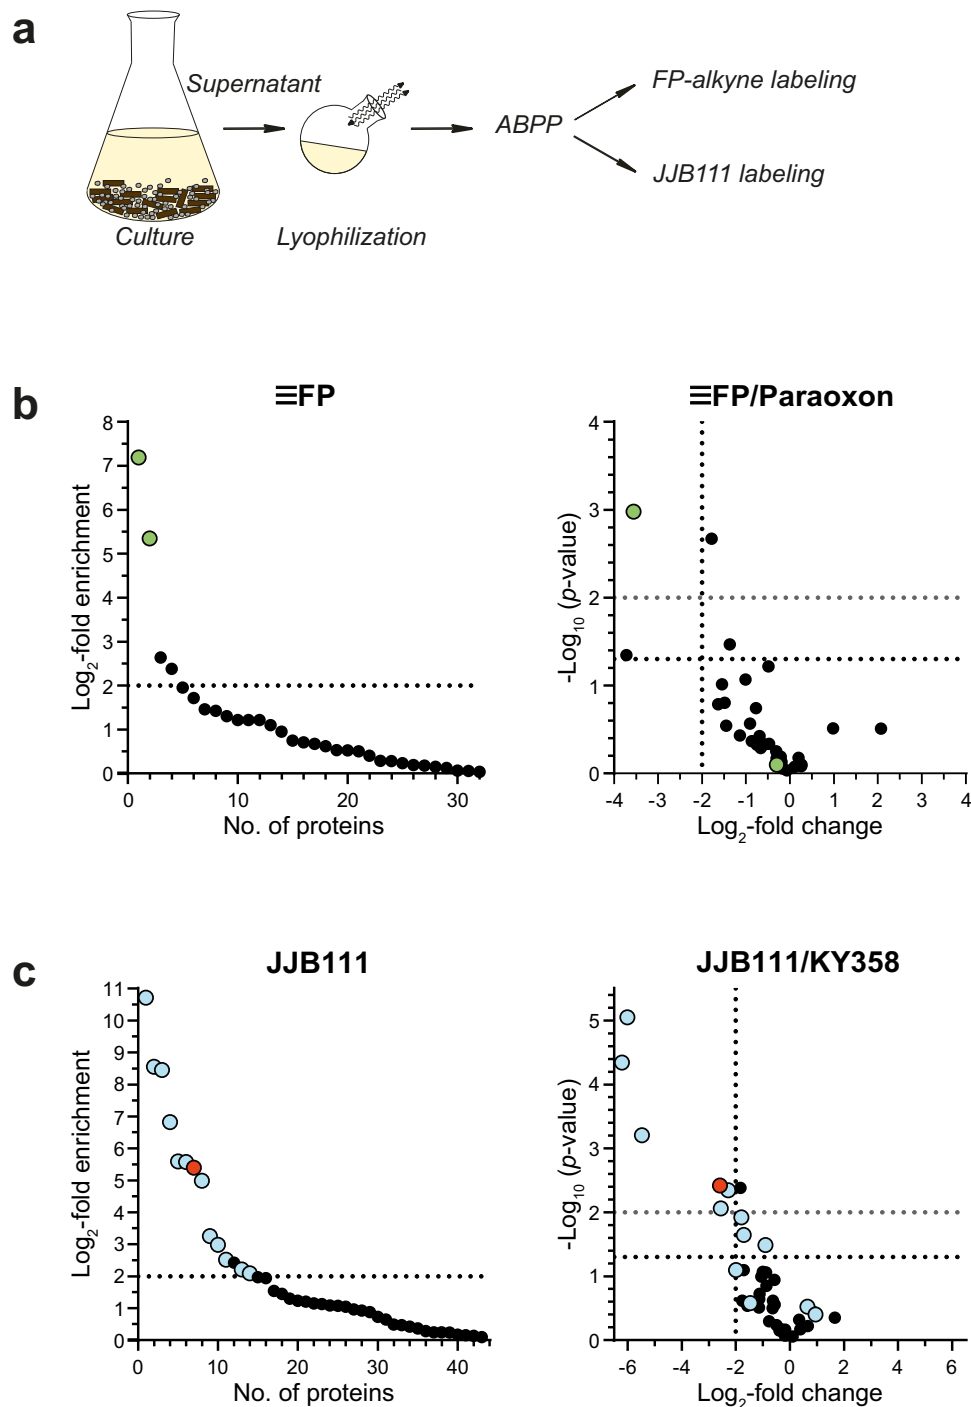 a
Supernatant
Culture
Lyophilization
ABPP
FP-alkyne labeling
JJB111 labeling
b
≡FP
8
7
6
5
4
3
2
1
0
Log2-fold enrichment
0 10 20 30
No. of proteins
≡FP/Paraoxon
4
3
2
1
0
-Log10 (p-value)
-4 -3 -2 -1 0 1 2 3 4
Log2-fold change
c
JJB111
11
10
9
8
7
6
5
4
3
2
1
0
Log2-fold enrichment
0 10 20 30 40
No. of proteins
JJB111/KY358
5
4
3
2
1
0
-Log10 (p-value)
-6 -4 -2 0 2 4 6
Log2-fold change